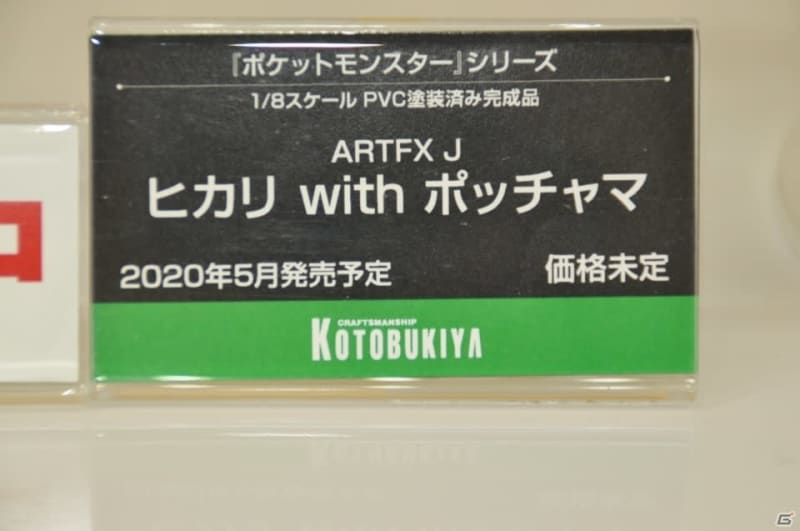 『ポケットモンスター』シリーズ
1/8スケール PVC塗装済み完成品
ARTFX J
ヒカリ with ポッチャマ
2020年5月発売予定
価格未定
CRAFTSMANSHIP
KOTOBUKIYA